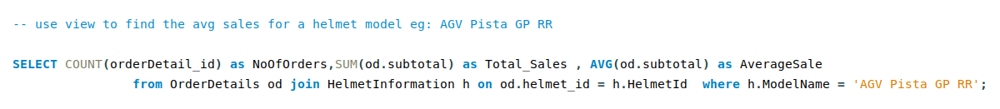 -- use view to find the avg sales for a helmet model eg: AGV Pista GP RR
SELECT COUNT(orderDetail_id) as NoOfOrders,SUM(od.subtotal) as Total_Sales , AVG(od.subtotal) as AverageSale
from OrderDetails od join HelmetInformation h on od.helmet_id = h.HelmetId  where h.ModelName = 'AGV Pista GP RR';